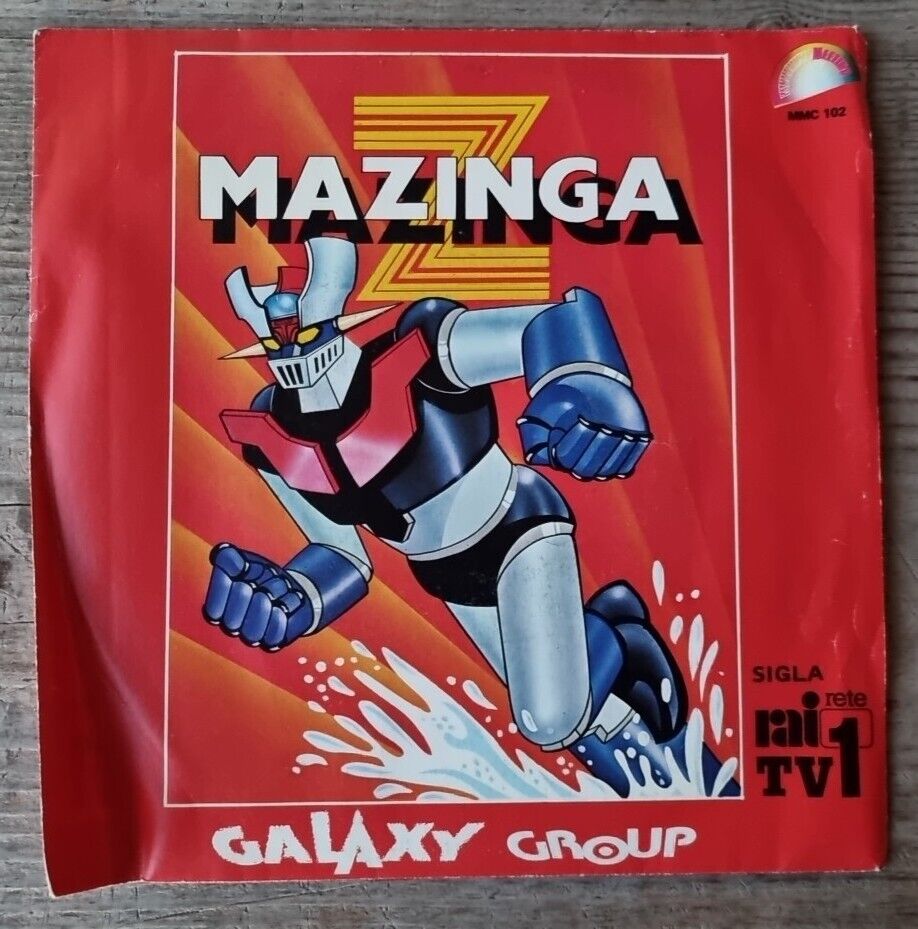 MMC 102
Z
MAZINGA
SIGLA
rete
rai 1
TV
GALAXY GROUP